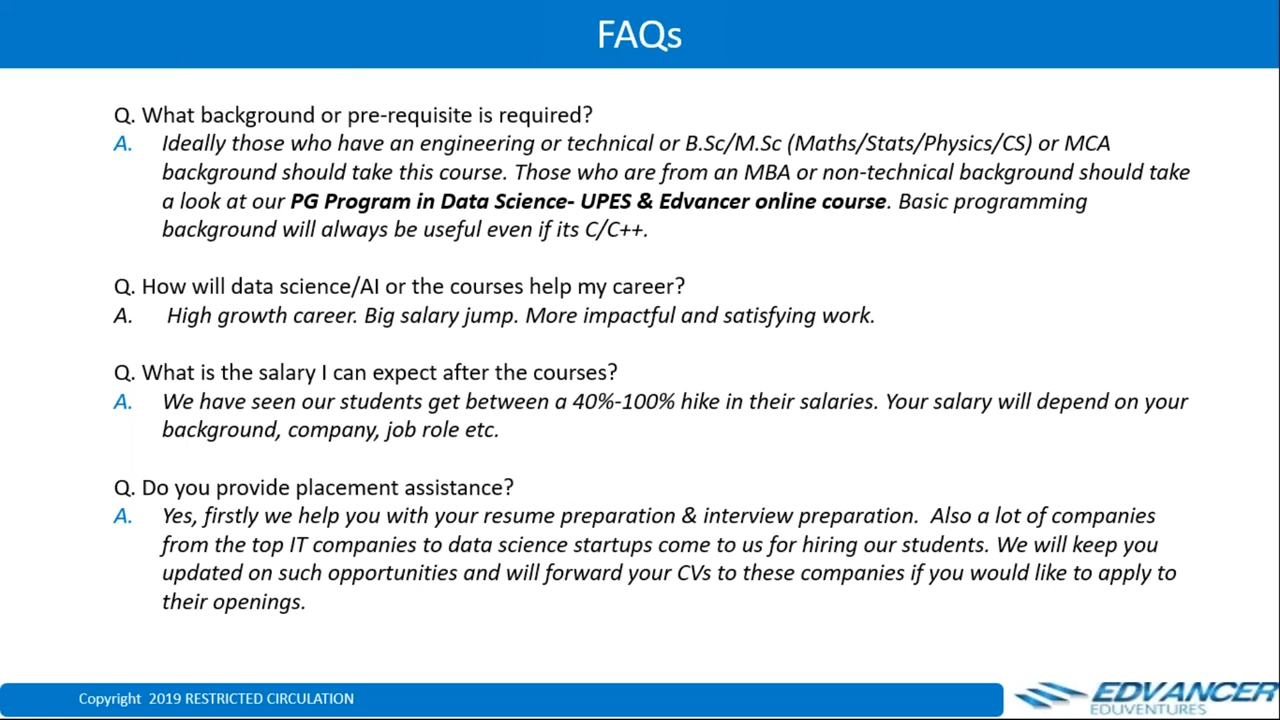 FAQs
Q. What background or pre-requisite is required?
A. Ideally those who have an engineering or technical or B.Sc/M.Sc (Maths/Stats/Physics/CS) or MCA
background should take this course. Those who are from an MBA or non-technical background should take
a look at our PG Program in Data Science- UPES & Edvancer online course. Basic programming
background will always be useful even if its C/C++.
Q. How will data science/AI or the courses help my career?
A. High growth career. Big salary jump. More impactful and satisfying work.
Q. What is the salary I can expect after the courses?
A. We have seen our students get between a 40%-100% hike in their salaries. Your salary will depend on your
background, company, job role etc.
Q. Do you provide placement assistance?
A. Yes, firstly we help you with your resume preparation & interview preparation. Also a lot of companies
from the top IT companies to data science startups come to us for hiring our students. We will keep you
updated on such opportunities and will forward your CVs to these companies if you would like to apply to
their openings.
Copyright 2019 RESTRICTED CIRCULATION
EDVANCER
EDUVENTURES